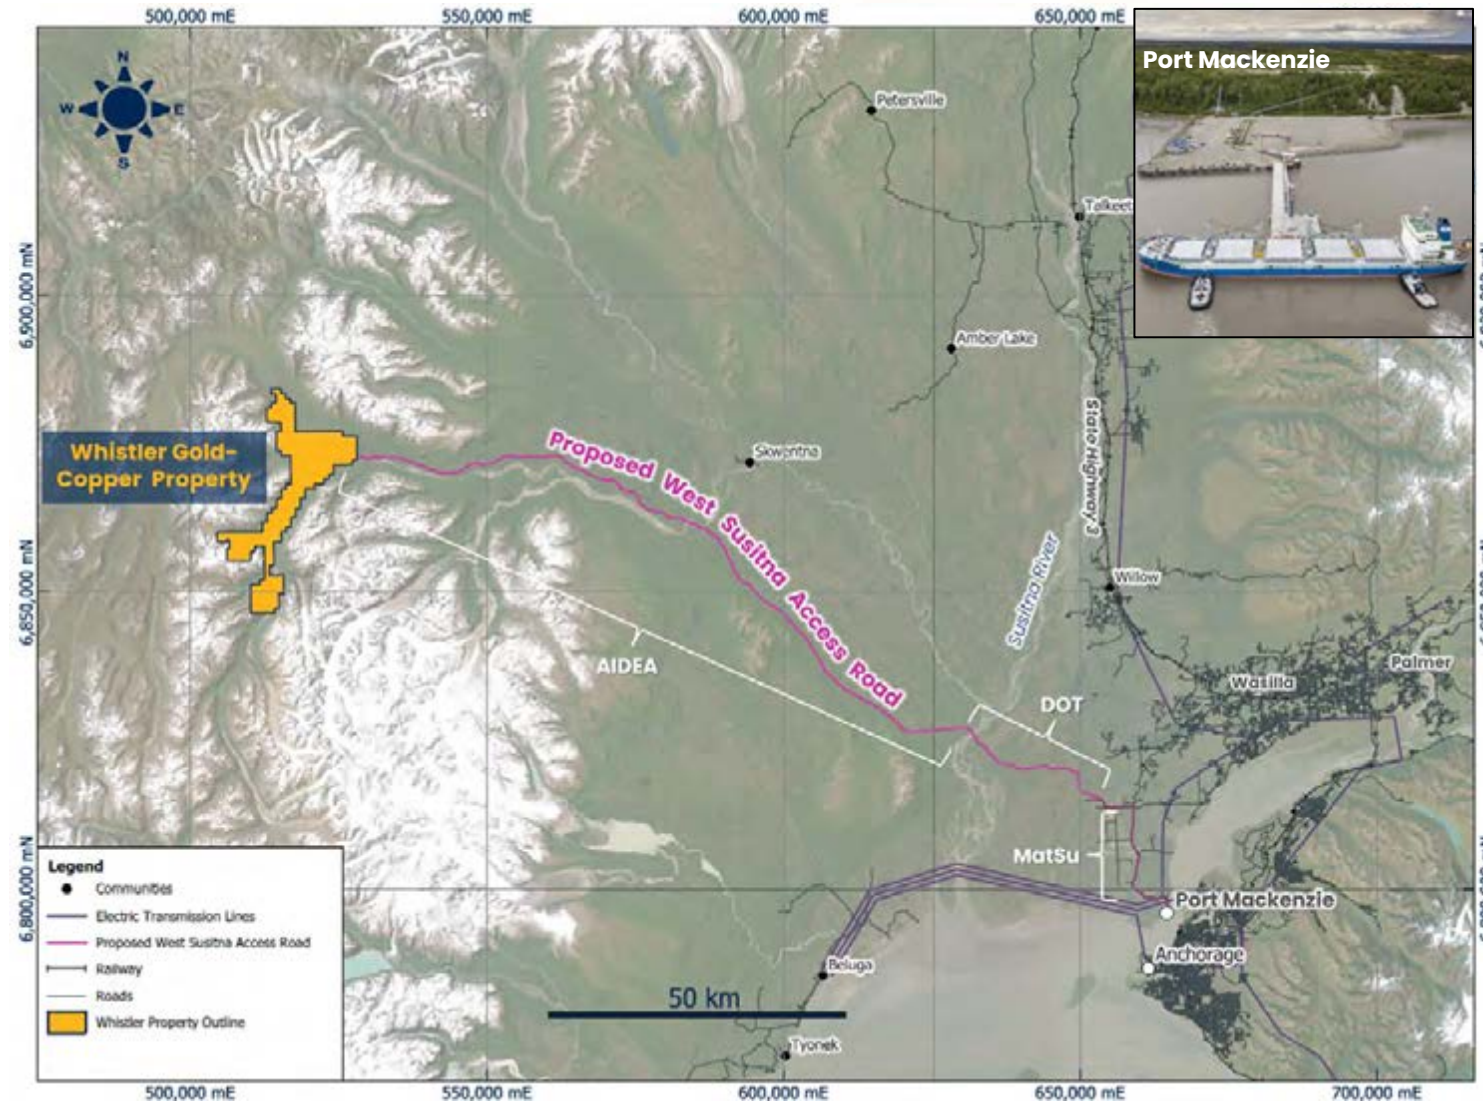 500,000 mE
550,000 mE
600,000 mE
650,000 mE
N
W
E
S
Port Mackenzie
Petersville
Talkeet
6,900,000 mN
Amber Lake
Whistler Gold-
Copper Property
Skwentna
Proposed West Susitna Access Road
State Highway 3
Susitna River
Willow
6,850,000 mN
AIDEA
Palmer
Wasilla
DOT
MatSu
Port Mackenzie
Anchorage
6,800,000 mN
Beluga
50 km
Tyonek
Legend
Communities
Electric Transmission Lines
Proposed West Susitna Access Road
Railway
Roads
Whistler Property Outline
500,000 mE
550,000 mE
600,000 mE
650,000 mE
700,000 mE